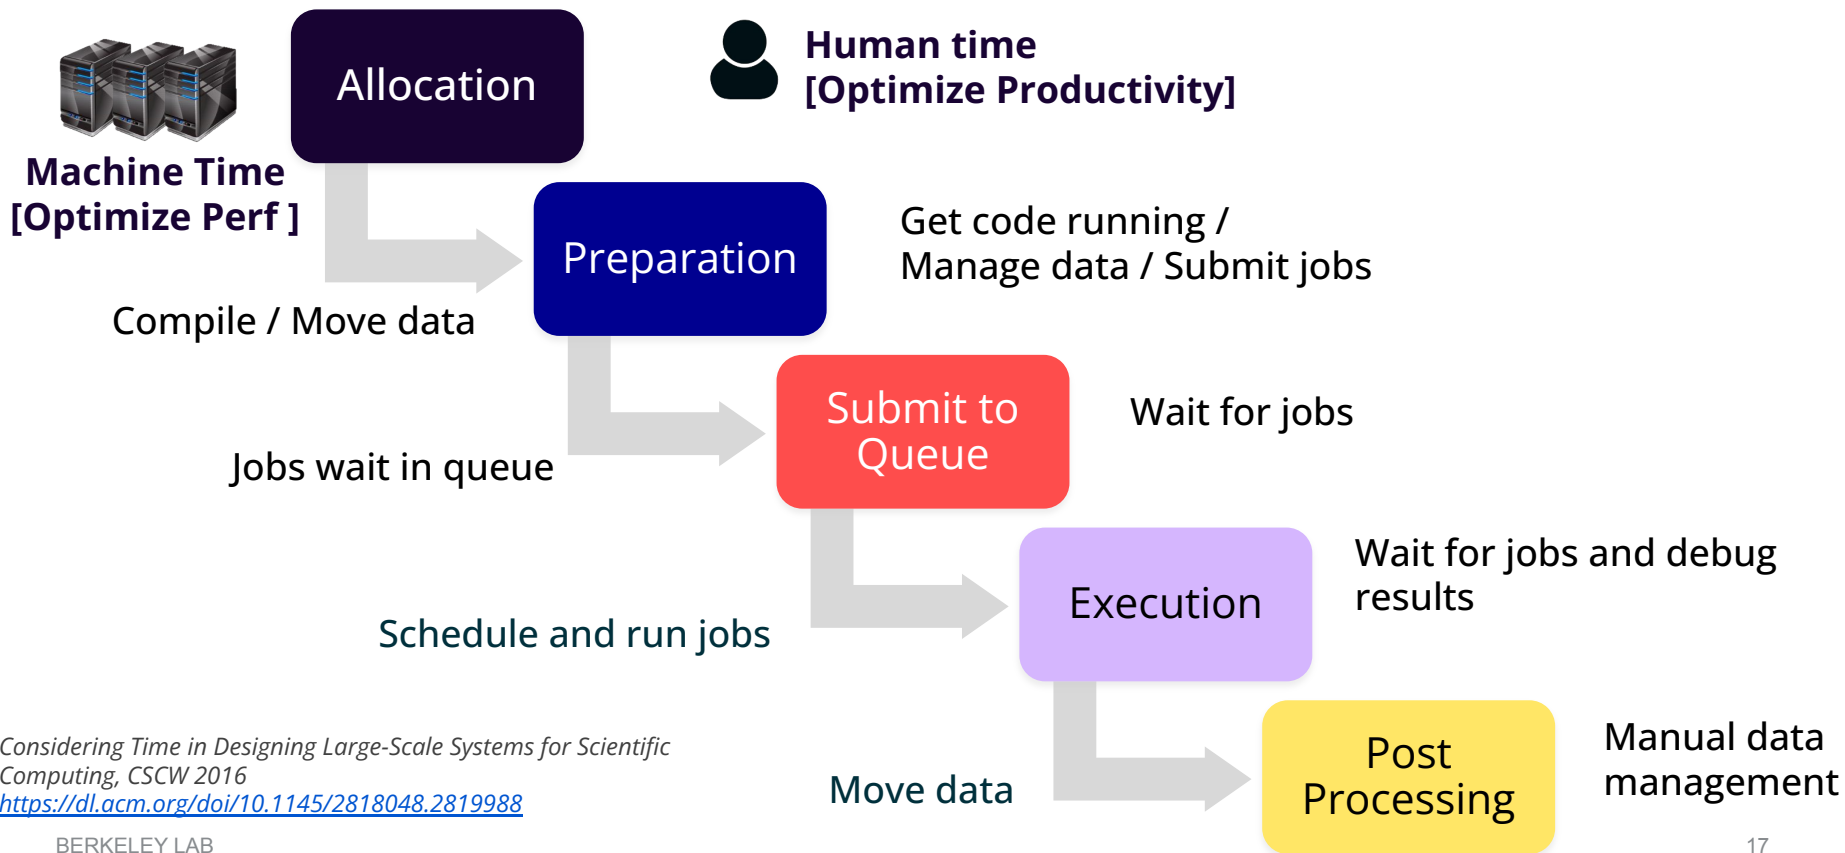 Allocation
Human time
[Optimize Productivity]
Machine Time
[Optimize Perf ]
Preparation
Get code running /
Manage data / Submit jobs
Compile / Move data
Submit to
Queue
Wait for jobs
Jobs wait in queue
Execution
Wait for jobs and debug
results
Schedule and run jobs
Post
Processing
Manual data
management
Move data
Considering Time in Designing Large-Scale Systems for Scientific
Computing, CSCW 2016
https://dl.acm.org/doi/10.1145/2818048.2819988
BERKELEY LAB
17